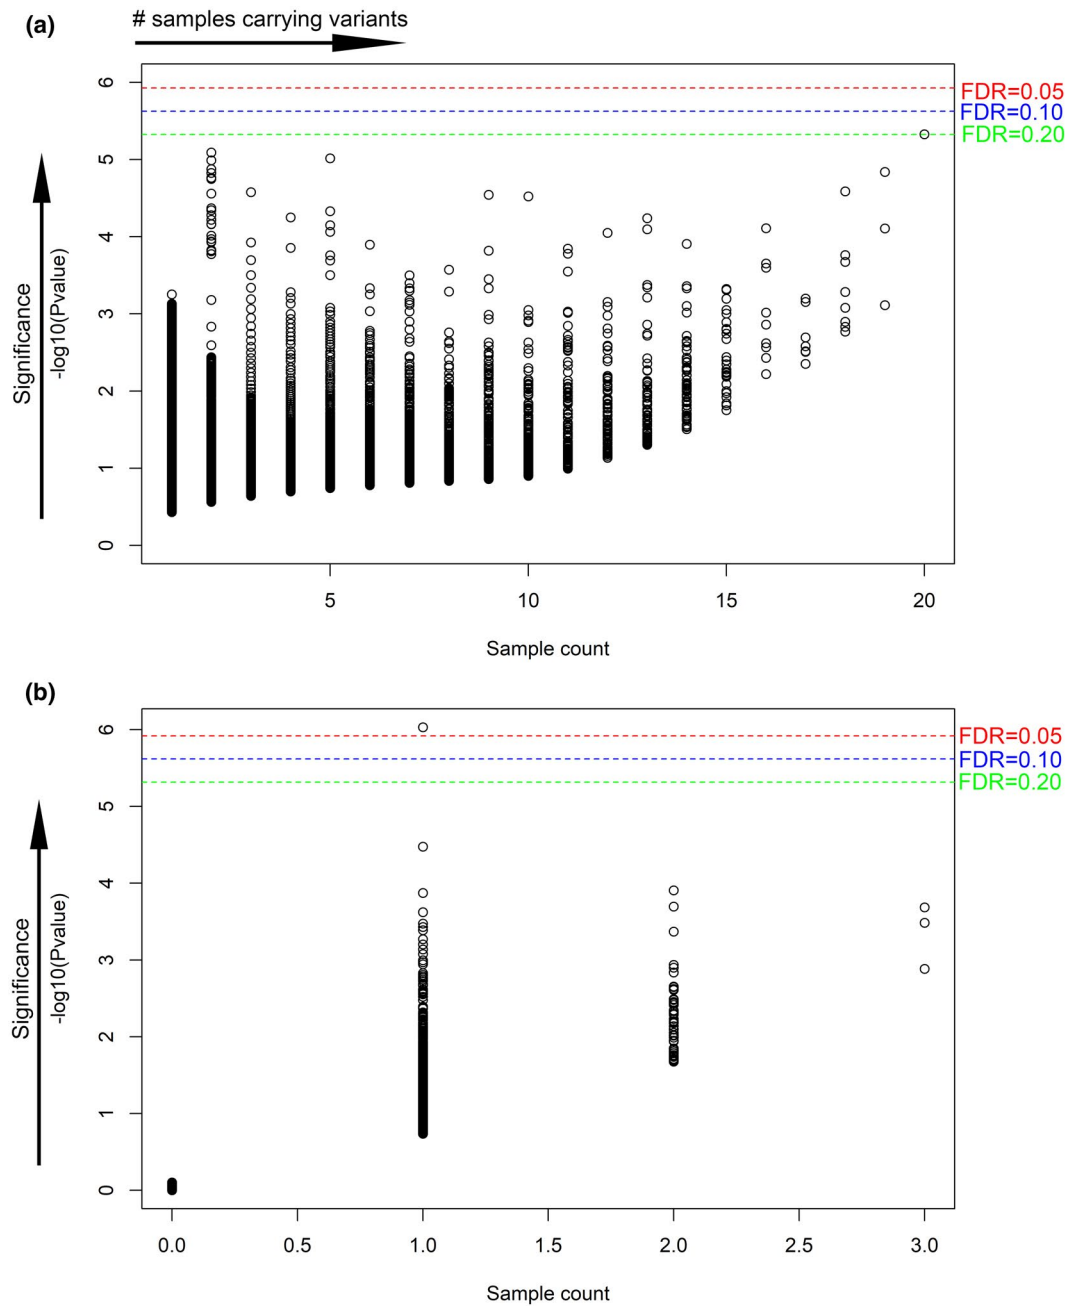 (a)
# samples carrying variants
6
5
4
3
2
1
0
FDR=0.05
FDR=0.10
FDR=0.20
Significance
-log10(Pvalue)
5
10
15
20
Sample count
(b)
6
5
4
3
2
1
0
FDR=0.05
FDR=0.10
FDR=0.20
Significance
-log10(Pvalue)
0.0
0.5
1.0
1.5
2.0
2.5
3.0
Sample count